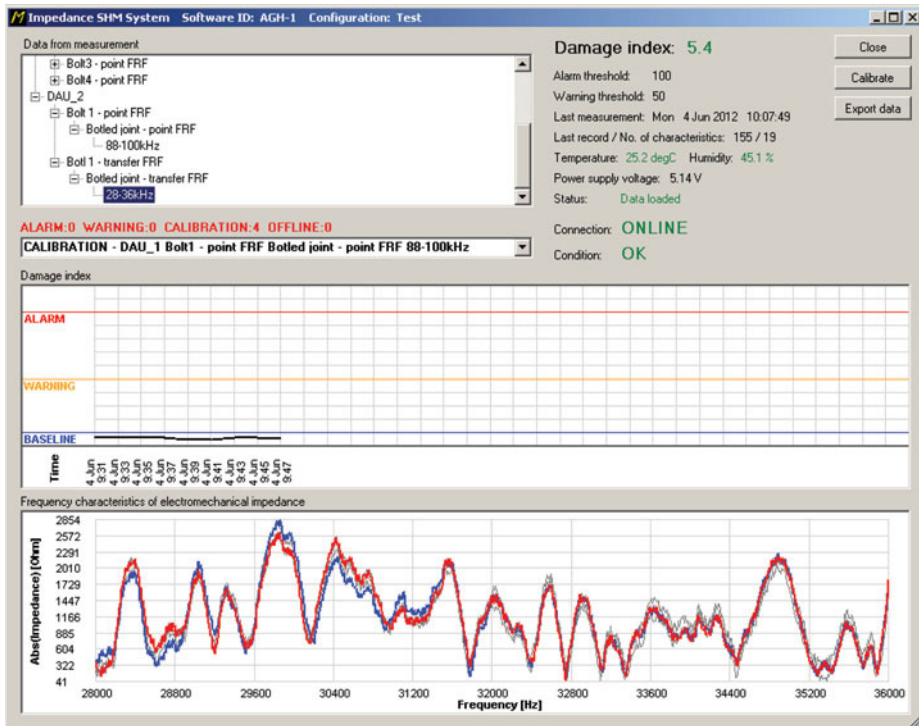 Impedance SHM System   Software ID: AGH-1   Configuration: Test
Data from measurement
Bolt3 - point FRF
Bolt4 - point FRF
DAU_2
Bolt 1 - point FRF
Botled joint - point FRF
88-100kHz
Botl 1 - transfer FRF
Botled joint - transfer FRF
28-36kHz
ALARM:0 WARNING:0 CALIBRATION:4 OFFLINE:0
CALIBRATION - DAU_1 Bolt1 - point FRF Botled joint - point FRF 88-100kHz
Damage index: 5.4
Alarm threshold: 100
Warning threshold: 50
Last measurement: Mon 4 Jun 2012 10:07:49
Last record / No. of characteristics: 155 / 19
Temperature: 25.2 degC Humidity: 45.1 %
Power supply voltage: 5.14 V
Status: Data loaded
Connection: ONLINE
Condition: OK
Close
Calibrate
Export data
Damage index
ALARM
WARNING
BASELINE
Time
4 Jun 9:31
4 Jun 9:33
4 Jun 9:35
4 Jun 9:37
4 Jun 9:39
4 Jun 9:41
4 Jun 9:43
4 Jun 9:45
4 Jun 9:47
Frequency characteristics of electromechanical impedance
Abs(Impedance) [Ohm]
2854
2572
2291
2010
1729
1447
1166
885
604
322
41
28000 28800 29600 30400 31200 32000 32800 33600 34400 35200 36000
Frequency [Hz]